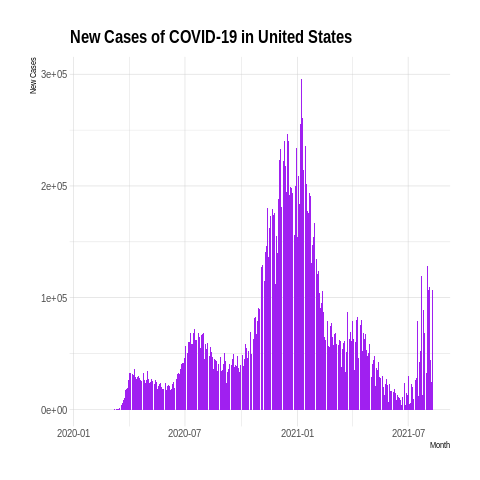 New Cases of COVID-19 in United States
New Cases
3e+05
2e+05
1e+05
0e+00
2020-01 2020-07 2021-01 2021-07
Month